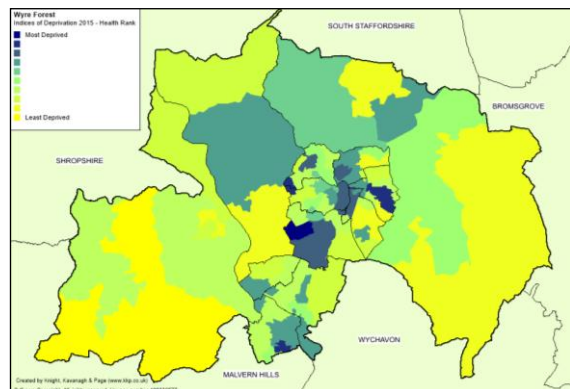 Wyre Forest
Indices of Deprivation 2015 - Health Rank
Most Deprived
Least Deprived
SOUTH STAFFORDSHIRE
BROMSGROVE
SHROPSHIRE
WYCHAVON
MALVERN HILLS
Created by Knight, Kavanagh & Page (www.kkp.co.uk)